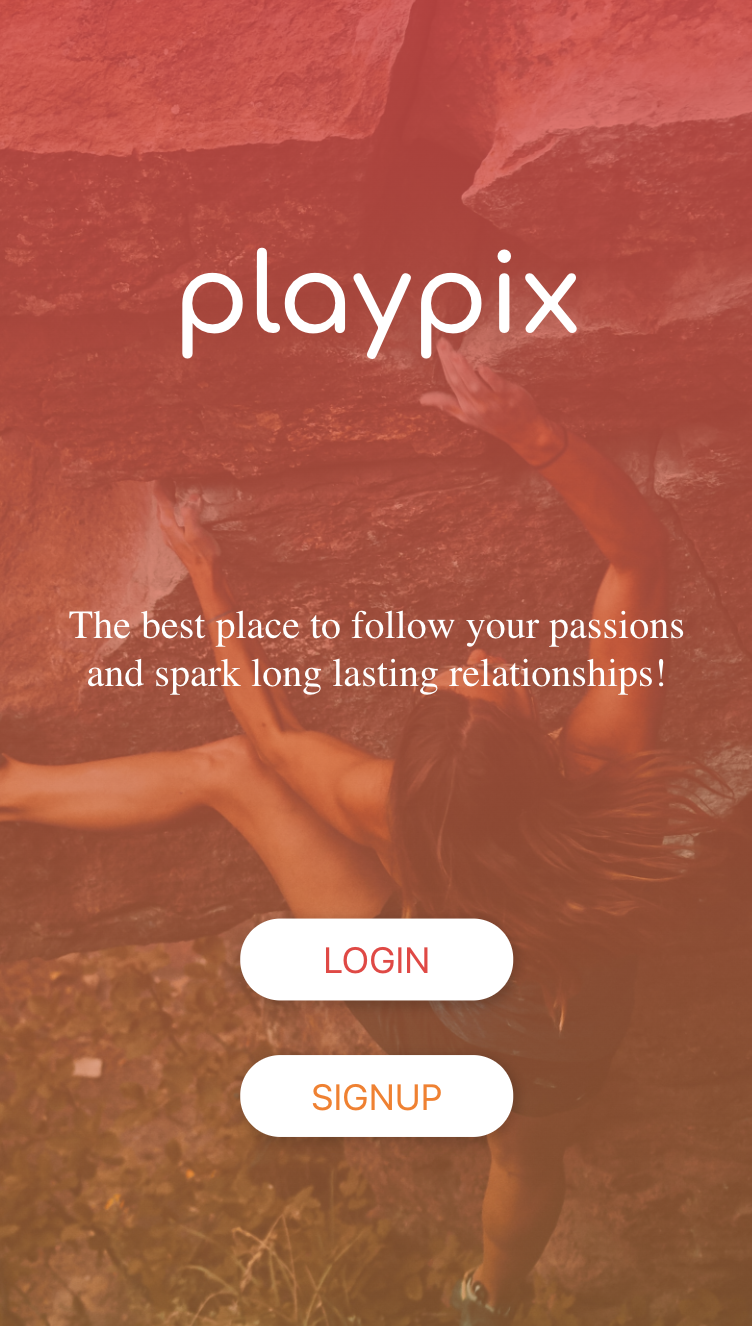 playpix
The best place to follow your passions
and spark long lasting relationships!
LOGIN
SIGNUP